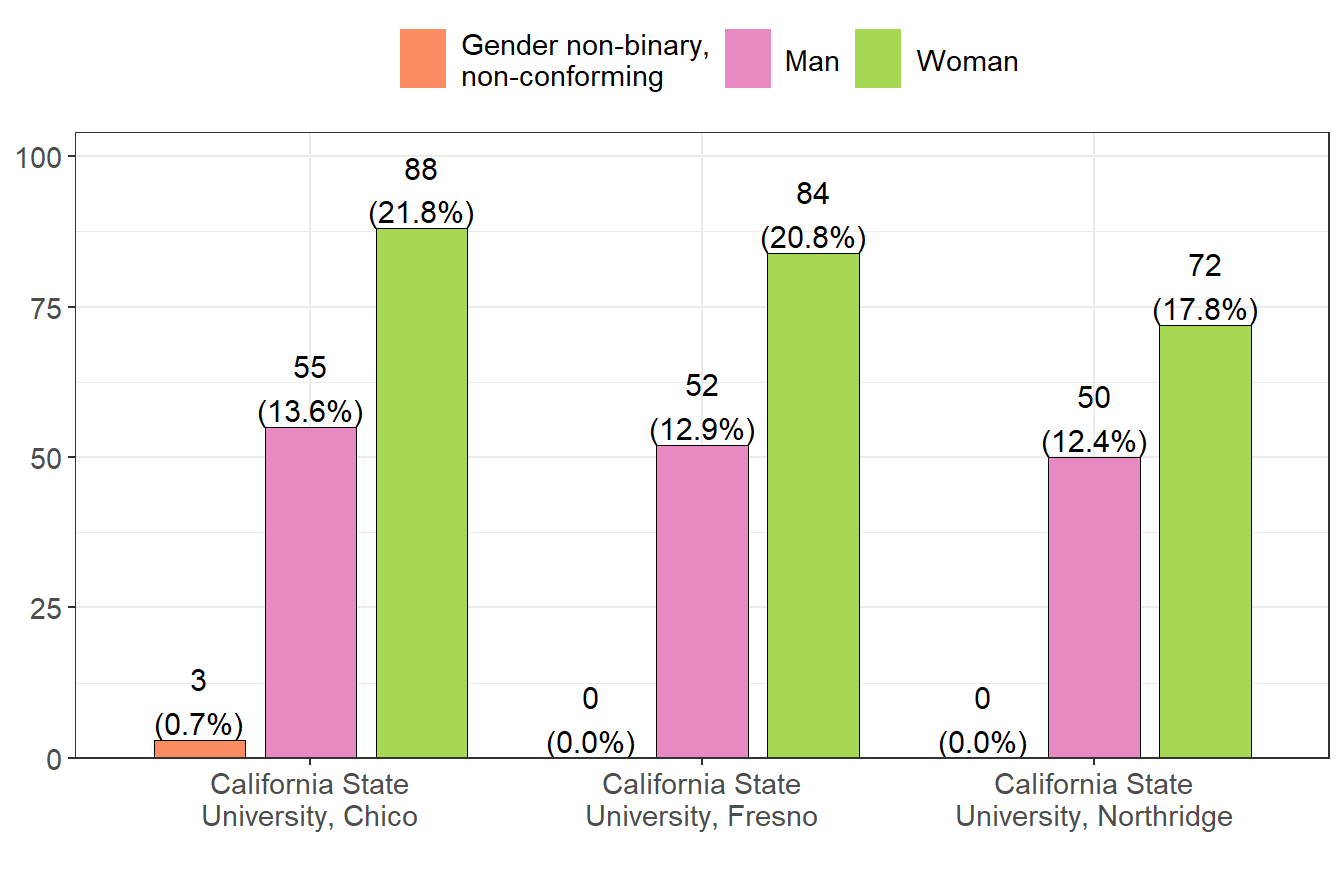 Gender non-binary,
non-conforming
Man
Woman
100
75
50
25
0
88
(21.8%)
55
(13.6%)
3
(0.7%)
84
(20.8%)
52
(12.9%)
0
(0.0%)
72
(17.8%)
50
(12.4%)
0
(0.0%)
California State
University, Chico
California State
University, Fresno
California State
University, Northridge